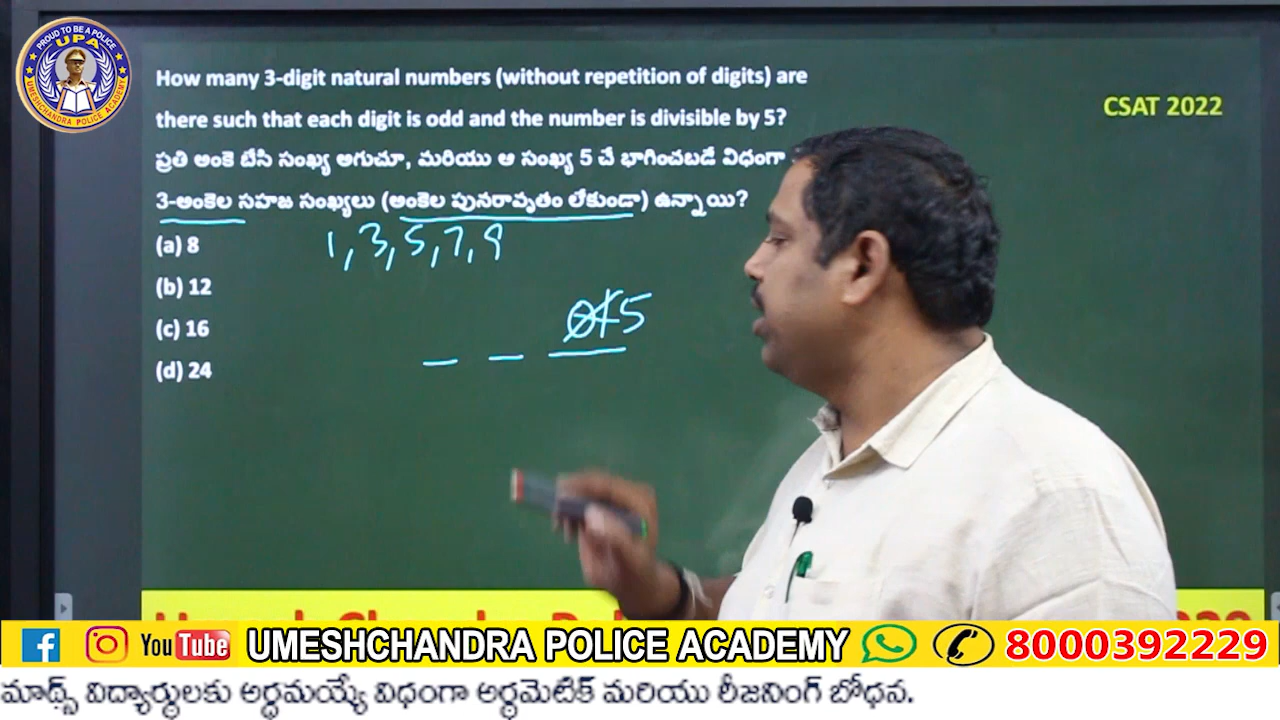 PROUD TO BE A POLICE
UPA
UMESHCHANDRA POLICE ACADEMY
How many 3-digit natural numbers (without repetition of digits) are
there such that each digit is odd and the number is divisible by 5?
CSAT 2022
ప్రతి అంకె బేసి సంఖ్య అగుచూ, మరియు ఆ సంఖ్య 5 చే భాగించబడే విధంగా
3-అంకెల సహజ సంఖ్యలు (అంకెల పునరావృతం లేకుండా) ఉన్నాయి?
(a) 8
1, 3, 5, 7, 9
(b) 12
(c) 16
5
(d) 24
YouTube UMESHCHANDRA POLICE ACADEMY 8000392229
మాథ్స్ విద్యార్థులకు అర్ధమయ్యే విధంగా అర్థమెటిక్ మరియు రీజనింగ్ బోధన.